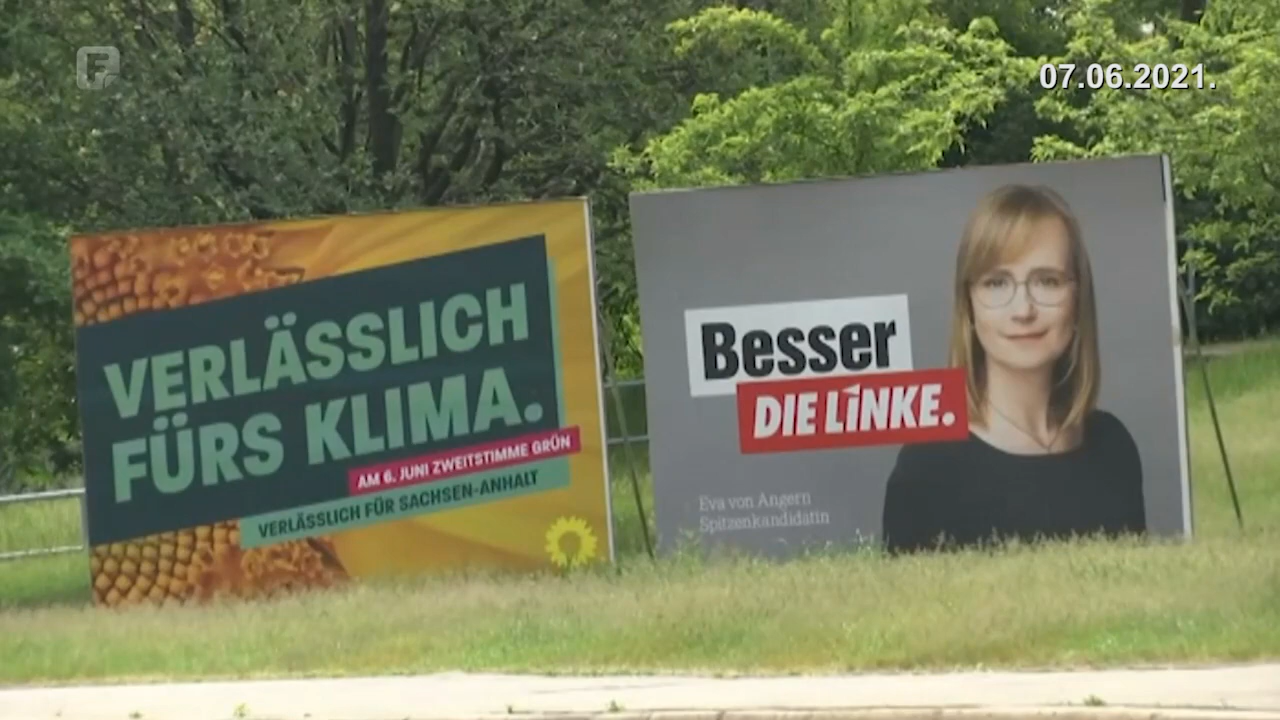 F
07.06.2021.
VERLÄSSLICH
FÜRS KLIMA.
AM 6. JUNI ZWEITSTIMME GRÜN
VERLÄSSLICH FÜR SACHSEN-ANHALT
Besser
DIE LINKE.
Eva von Angern
Spitzenkandidatin